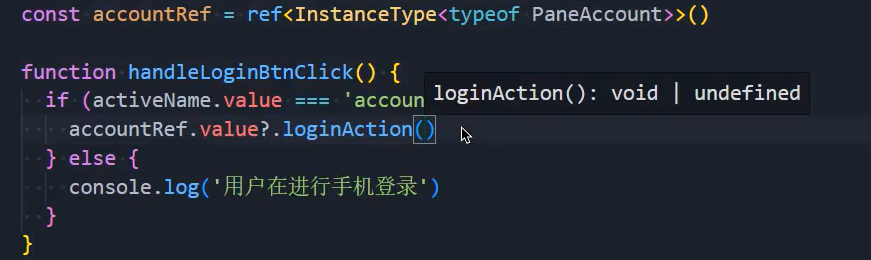 const accountRef = ref<InstanceType<typeof PaneAccount>>()
function handleLoginBtnClick() {
if (activeName.value === 'accoun
loginAction(): void | undefined
accountRef.value?.loginAction()
} else {
console.log('用户在进行手机登录')
}
}